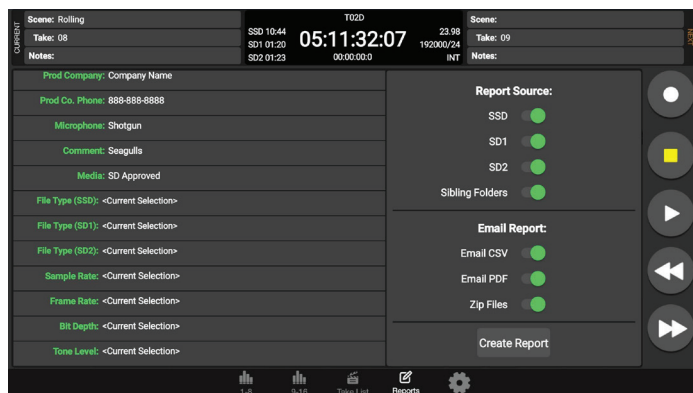 CURRENT
Scene: Rolling
Take: 08
Notes:
SSD 10:44
SD1 01:20
SD2 01:23
T02D
05:11:32:07
00:00:00:0
23.98
192000/24
INT
Scene:
Take: 09
Notes:
NEXT
Prod Company: Company Name
Prod Co. Phone: 888-888-8888
Microphone: Shotgun
Comment: Seagulls
Media: SD Approved
File Type (SSD): <Current Selection>
File Type (SD1): <Current Selection>
File Type (SD2): <Current Selection>
Sample Rate: <Current Selection>
Frame Rate: <Current Selection>
Bit Depth: <Current Selection>
Tone Level: <Current Selection>
Report Source:
SSD
SD1
SD2
Sibling Folders
Email Report:
Email CSV
Email PDF
Zip Files
Create Report
1-8
9-16
Take List
Reports